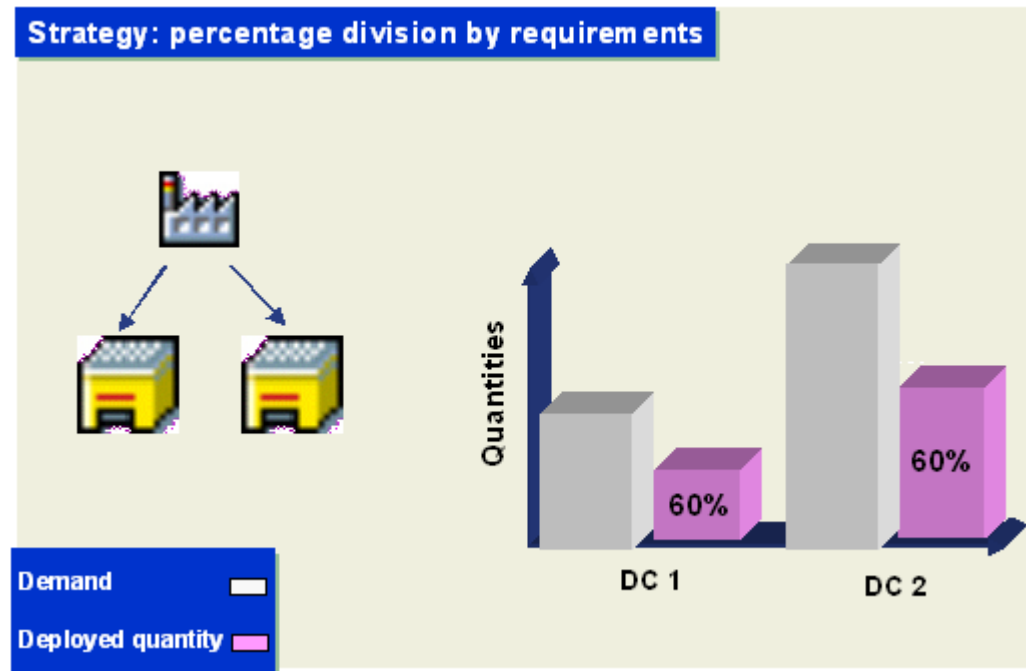 Strategy: percentage division by requirements
Quantities
60%
60%
DC 1
DC 2
Demand
Deployed quantity